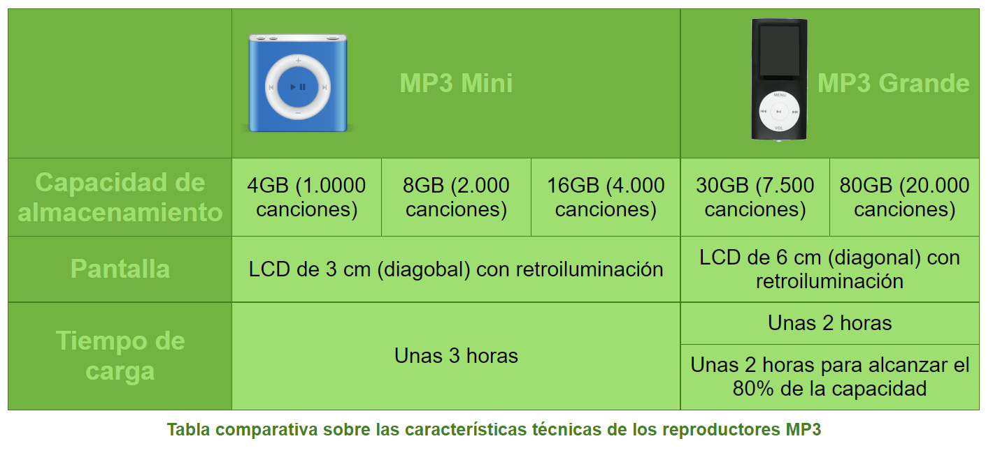 MP3 Mini
MENU
VOL
MP3 Grande
Capacidad de
almacenamiento
4GB (1.0000
canciones)
8GB (2.000
canciones)
16GB (4.000
canciones)
30GB (7.500
canciones)
80GB (20.000
canciones)
Pantalla
LCD de 3 cm (diagobal) con retroiluminación
LCD de 6 cm (diagonal) con
retroiluminación
Tiempo de
carga
Unas 3 horas
Unas 2 horas
Unas 2 horas para alcanzar el
80% de la capacidad
Tabla comparativa sobre las características técnicas de los reproductores MP3